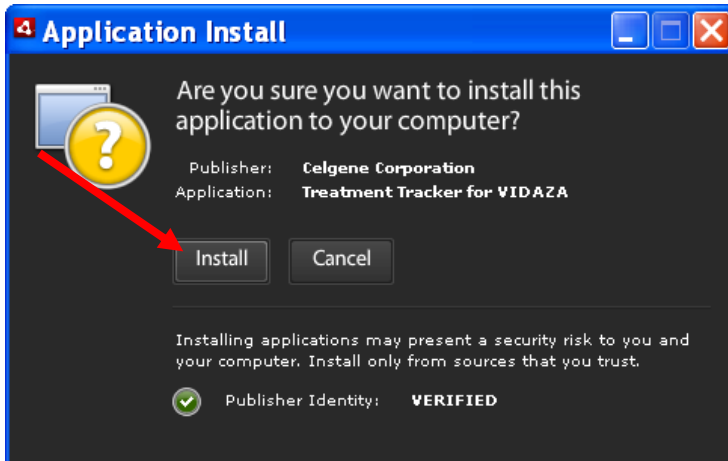 Application Install
Are you sure you want to install this
application to your computer?
Publisher: Celgene Corporation
Application: Treatment Tracker for VIDAZA
Install Cancel
Installing applications may present a security risk to you and
your computer. Install only from sources that you trust.
Publisher Identity: VERIFIED